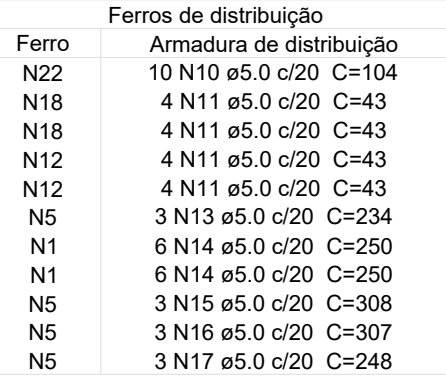 Ferros de distribuição
Ferro Armadura de distribuição
N22 10 N10 ø5.0 c/20 C=104
N18 4 N11 ø5.0 c/20 C=43
N18 4 N11 ø5.0 c/20 C=43
N12 4 N11 ø5.0 c/20 C=43
N12 4 N11 ø5.0 c/20 C=43
N5 3 N13 ø5.0 c/20 C=234
N1 6 N14 ø5.0 c/20 C=250
N1 6 N14 ø5.0 c/20 C=250
N5 3 N15 ø5.0 c/20 C=308
N5 3 N16 ø5.0 c/20 C=307
N5 3 N17 ø5.0 c/20 C=248